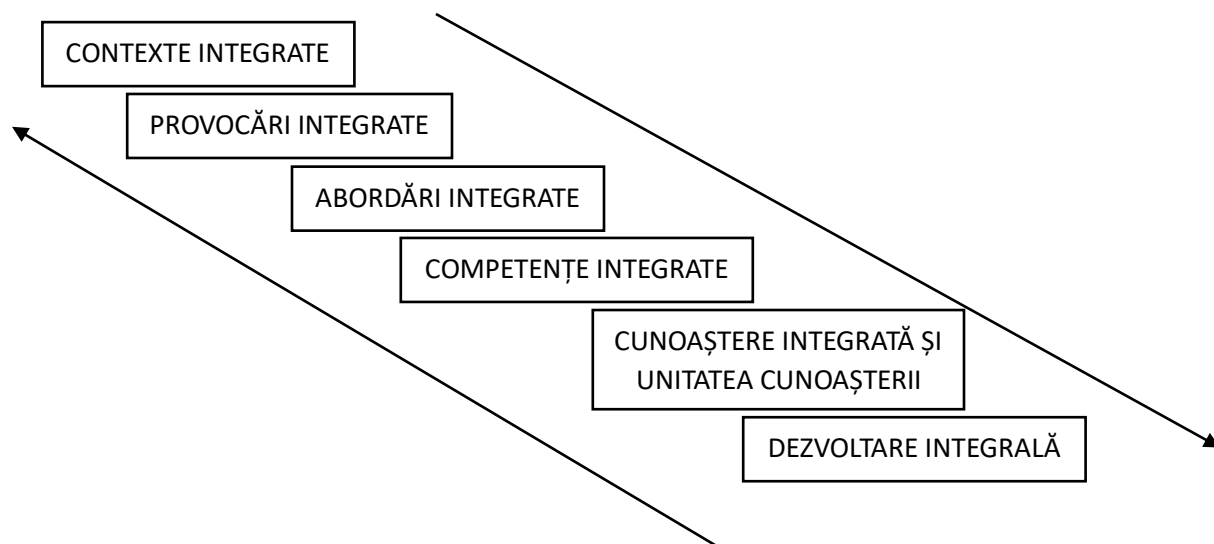 CONTEXTE INTEGRATE
PROVOCĂRI INTEGRATE
ABORDĂRI INTEGRATE
COMPETENȚE INTEGRATE
CUNOAȘTERE INTEGRATĂ ȘI
UNITATEA CUNOAȘTERII
DEZVOLTARE INTEGRALĂ